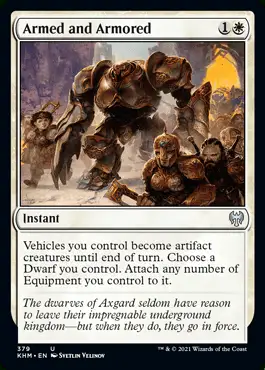 Armed and Armored 1
Instant
Vehicles you control become artifact
creatures until end of turn. Choose a
Dwarf you control. Attach any number of
Equipment you control to it.
The dwarves of Axgard seldom have reason to
leave their impregnable underground
kingdom—but when they do, they go in force.
379 U
KHM • EN SVETLIN VELINOV ™ & © 2021 Wizards of the Coast